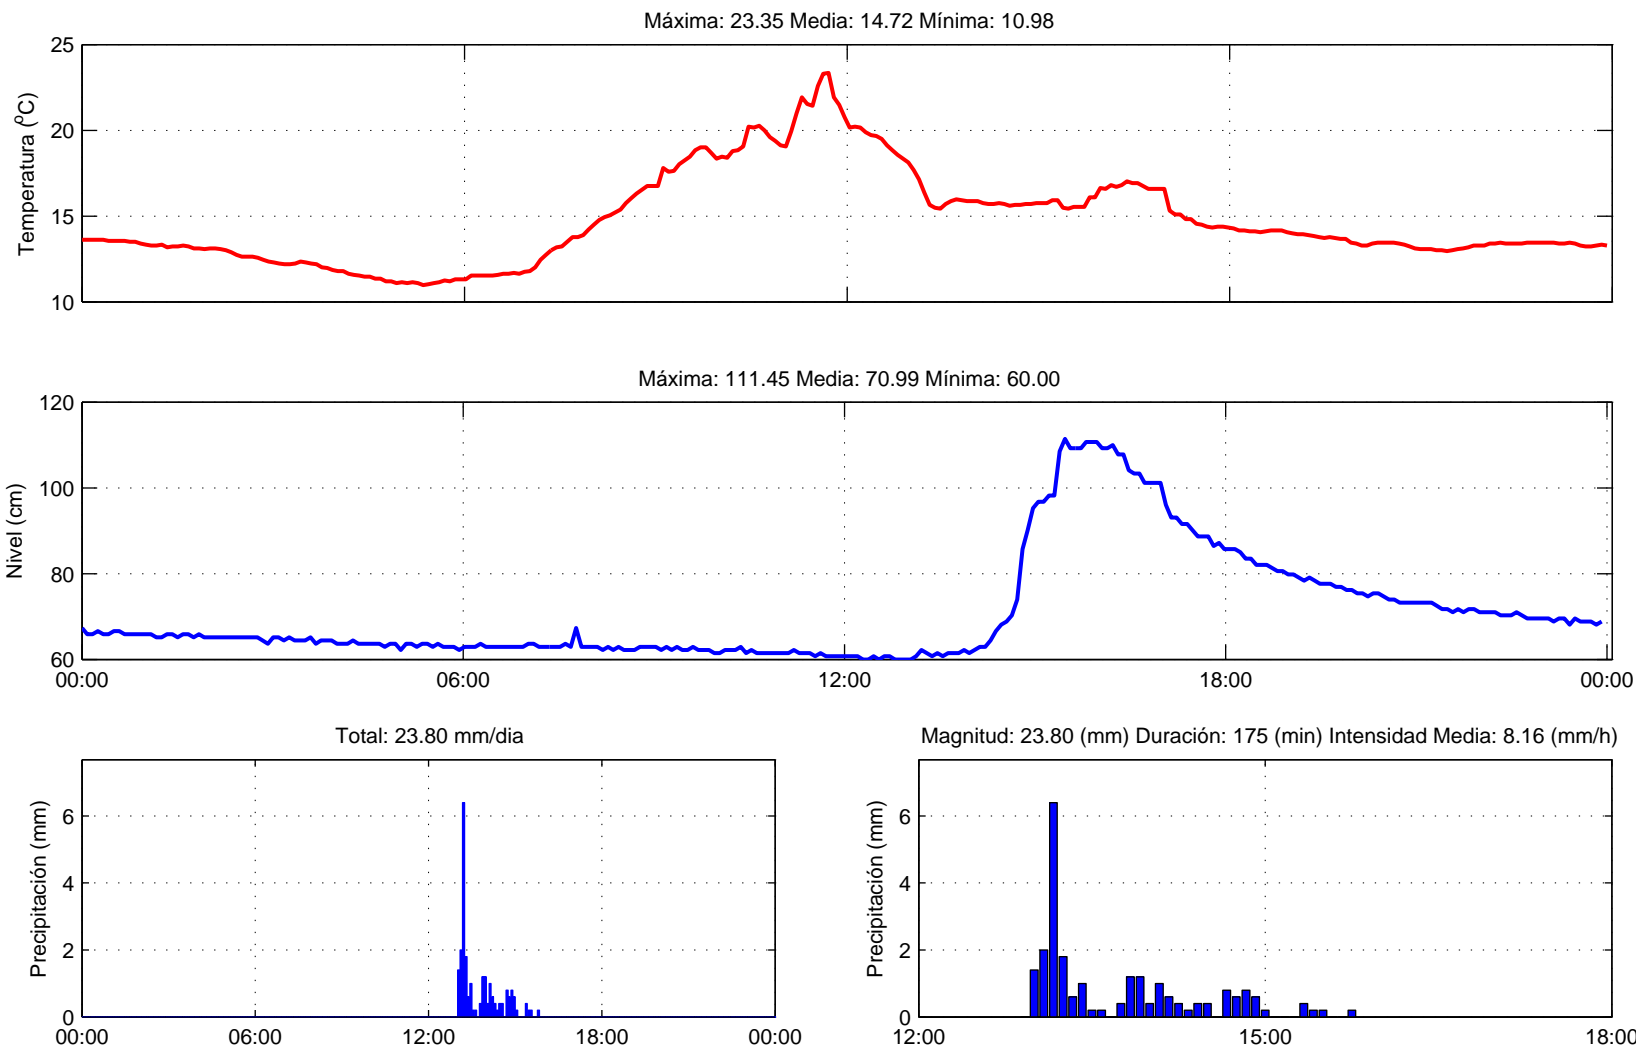 Máxima: 23.35 Media: 14.72 Mínima: 10.98
25
20
15
10
Temperatura (ºC)
Máxima: 111.45 Media: 70.99 Mínima: 60.00
120
100
80
60
Nivel (cm)
00:00 06:00 12:00 18:00 00:00
Total: 23.80 mm/dia
6
4
2
0
Precipitación (mm)
00:00 06:00 12:00 18:00 00:00
Magnitud: 23.80 (mm) Duración: 175 (min) Intensidad Media: 8.16 (mm/h)
6
4
2
0
Precipitación (mm)
12:00 15:00 18:00